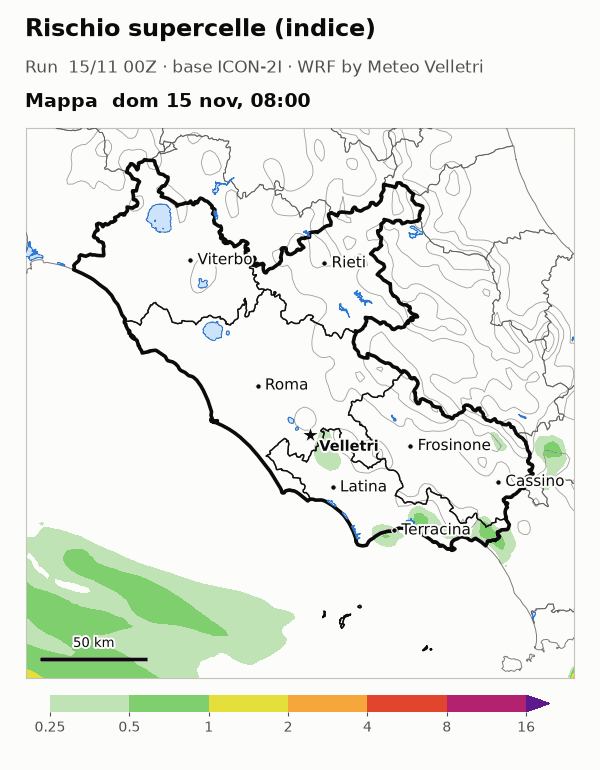 Rischio supercelle (indice)
Run  15/11 00Z · base ICON-2I · WRF by Meteo Velletri
Mappa  dom 15 nov, 08:00
Viterbo
Rieti
Roma
Velletri
Frosinone
Latina
Cassino
Terracina
50 km
0.25 0.5 1 2 4 8 16